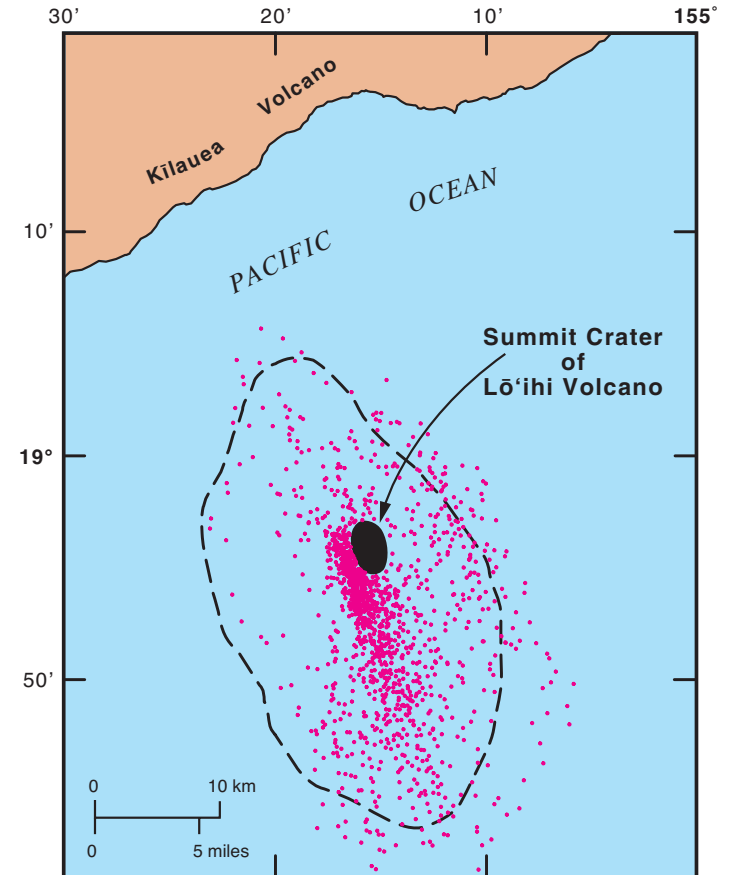 30’ 20’ 10’ 155˚
Kīlauea Volcano
10’
PACIFIC OCEAN
Summit Crater
of
Lō‘ihi Volcano
19°
50’
0 10 km
0 5 miles